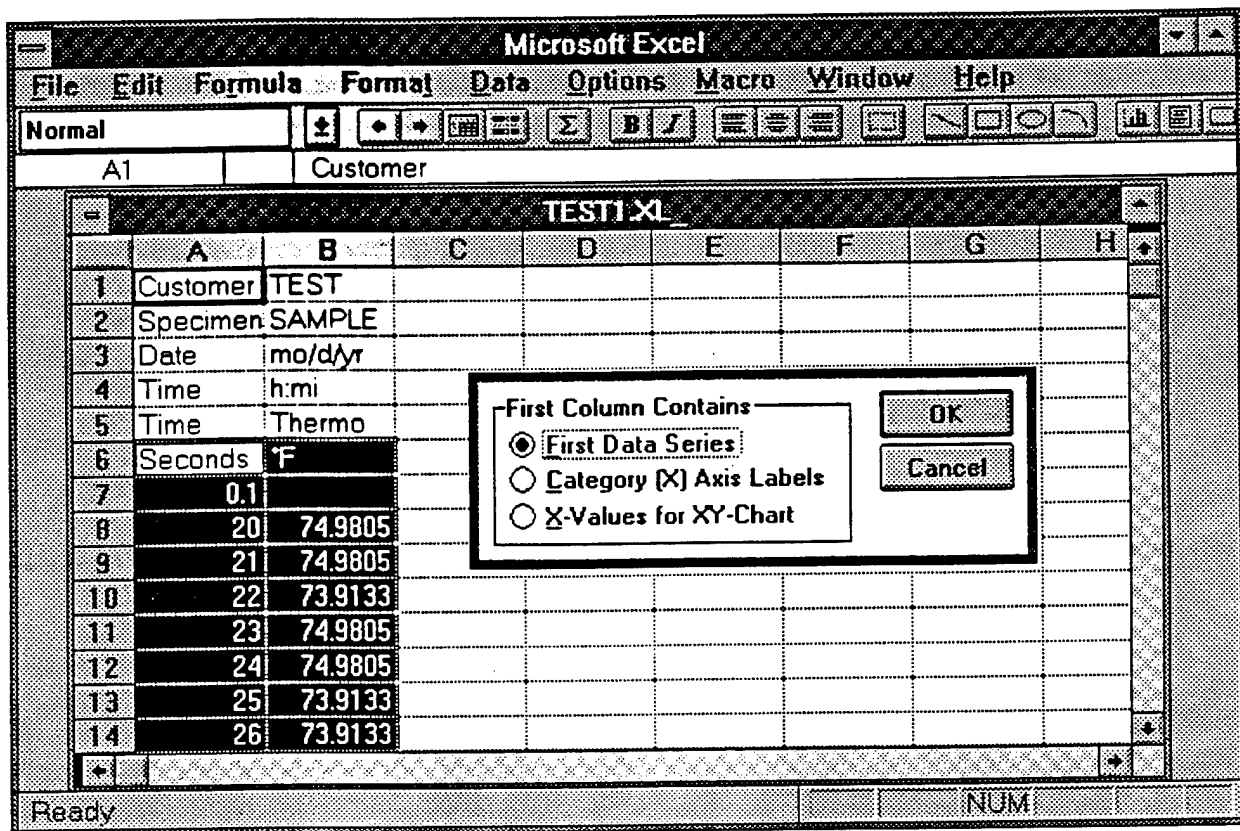 Microsoft Excel
File Edit Formula Format Data Options Macro Window Help
Normal Σ B I
A1 Customer
TEST1.XL_
A B C D E F G H
1 Customer TEST
2 Specimen SAMPLE
3 Date mo/d/yr
4 Time h:mi
5 Time Thermo
6 Seconds °F
7 0.1
8 20 74.9805
9 21 74.9805
10 22 73.9133
11 23 74.9805
12 24 74.9805
13 25 73.9133
14 26 73.9133
First Column Contains
First Data Series
Category (X) Axis Labels
X-Values for XY-Chart
OK
Cancel
Ready NUM